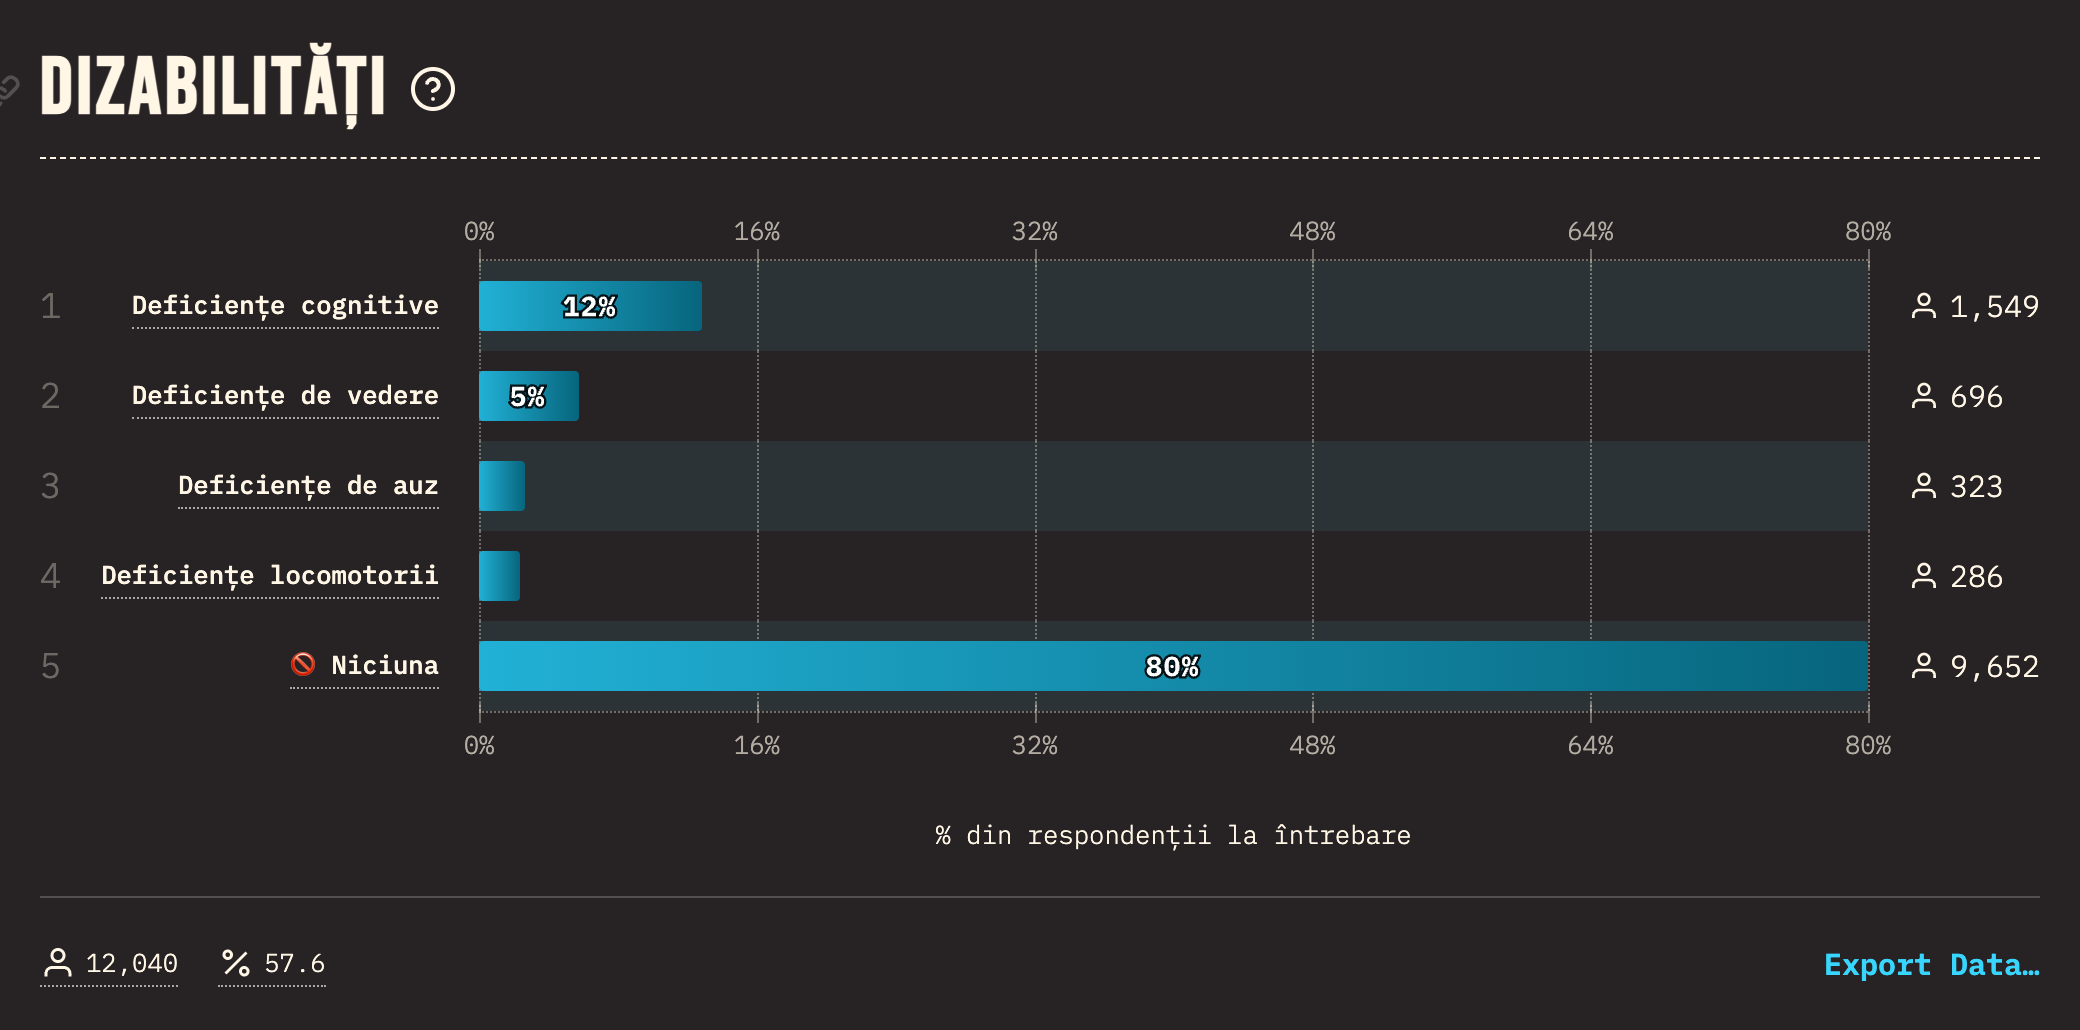 DIZABILITĂȚI
0% 16% 32% 48% 64% 80%
1 Deficiențe cognitive 12% 1,549
2 Deficiențe de vedere 5% 696
3 Deficiențe de auz 323
4 Deficiențe locomotorii 286
5 Niciuna 80% 9,652
0% 16% 32% 48% 64% 80%
% din respondenții la întrebare
12,040 % 57.6 Export Data…